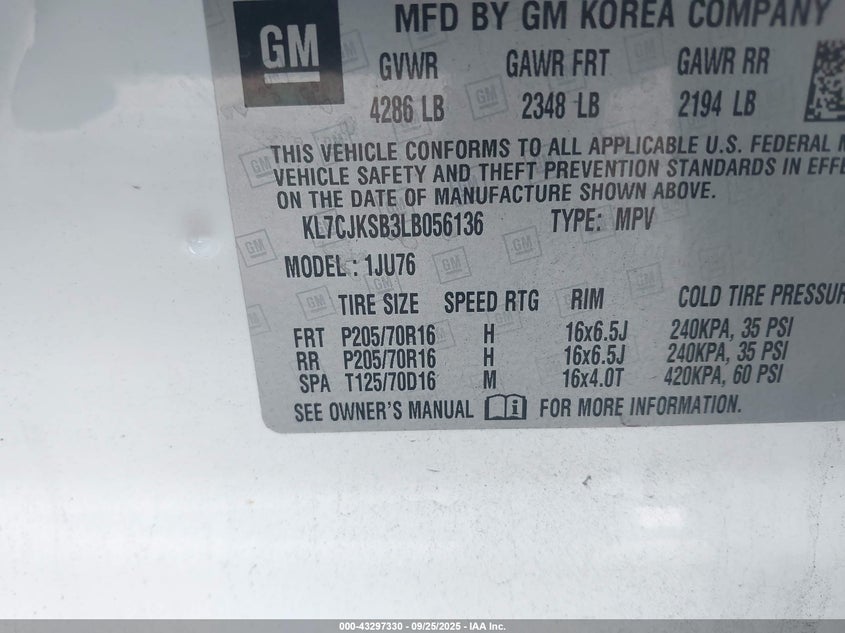 GM
MFD BY GM KOREA COMPANY
GVWR GAWR FRT GAWR RR
4286 LB 2348 LB 2194 LB
THIS VEHICLE CONFORMS TO ALL APPLICABLE U.S. FEDERAL
VEHICLE SAFETY AND THEFT PREVENTION STANDARDS IN EFFE
ON THE DATE OF MANUFACTURE SHOWN ABOVE.
KL7CJKSB3LB056136 TYPE: MPV
MODEL : 1JU76
TIRE SIZE SPEED RTG RIM COLD TIRE PRESSUR
FRT P205/70R16 H 16x6.5J 240KPA, 35 PSI
RR P205/70R16 H 16x6.5J 240KPA, 35 PSI
SPA T125/70D16 M 16x4.0T 420KPA, 60 PSI
SEE OWNER'S MANUAL FOR MORE INFORMATION.
000-43297330 - 09/25/2025 - IAA Inc.